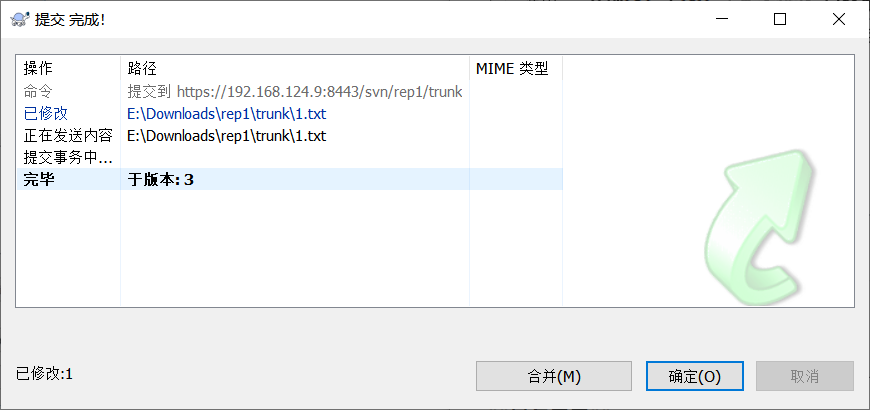 提交 完成!
操作 路径 MIME 类型
命令 提交到 https://192.168.124.9:8443/svn/rep1/trunk
已修改 E:\Downloads\rep1\trunk\1.txt
正在发送内容 E:\Downloads\rep1\trunk\1.txt
提交事务中...
完毕 于版本: 3
已修改:1 合并(M) 确定(O) 取消